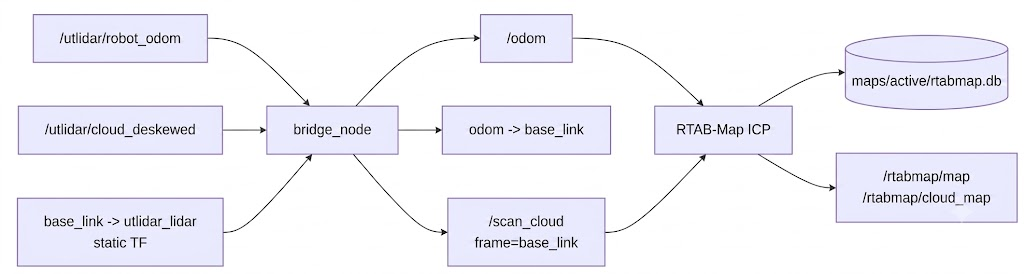 /utlidar/robot_odom
/utlidar/cloud_deskewed
base_link -> utlidar_lidar
static TF
bridge_node
/odom
odom -> base_link
/scan_cloud
frame=base_link
RTAB-Map ICP
maps/active/rtabmap.db
/rtabmap/map
/rtabmap/cloud_map